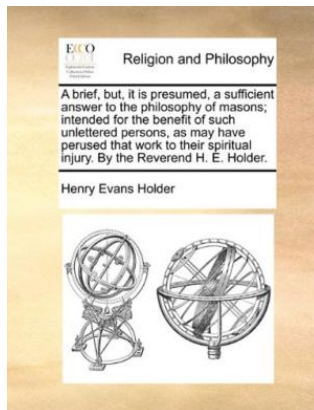 ECCO
Religion and Philosophy
A brief, but, it is presumed, a sufficient
answer to the philosophy of masons;
intended for the benefit of such
unlettered persons, as may have
perused that work to their spiritual
injury. By the Reverend H. E. Holder.
Henry Evans Holder